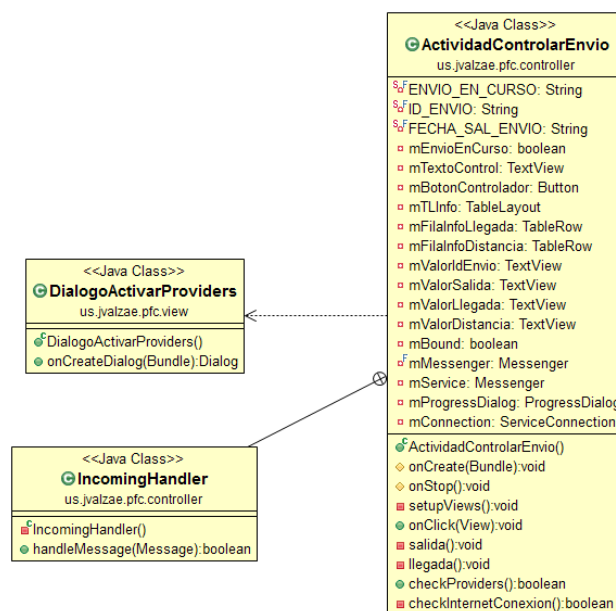 <<Java Class>>
ActividadControlarEnvio
us.jvalzae.pfc.controller
ENVIO_EN_CURSO: String
ID_ENVIO: String
FECHA_SAL_ENVIO: String
mEnvioEnCurso: boolean
mTextoControl: TextView
mBotonControlador: Button
mTLInfo: TableLayout
mFilaInfoLlegada: TableRow
mFilaInfoDistancia: TableRow
mValorIdEnvio: TextView
mValorSalida: TextView
mValorLlegada: TextView
mValorDistancia: TextView
mBound: boolean
mMessenger: Messenger
mService: Messenger
mProgressDialog: ProgressDialog
mConnection: ServiceConnection
ActividadControlarEnvio()
onCreate(Bundle):void
onStop():void
setupViews():void
onClick(View):void
salida():void
llegada():void
checkProviders():boolean
checkInternetConexion():boolean
<<Java Class>>
DialogoActivarProviders
us.jvalzae.pfc.view
DialogoActivarProviders()
onCreateDialog(Bundle):Dialog
<<Java Class>>
IncomingHandler
us.jvalzae.pfc.controller
IncomingHandler()
handleMessage(Message):boolean